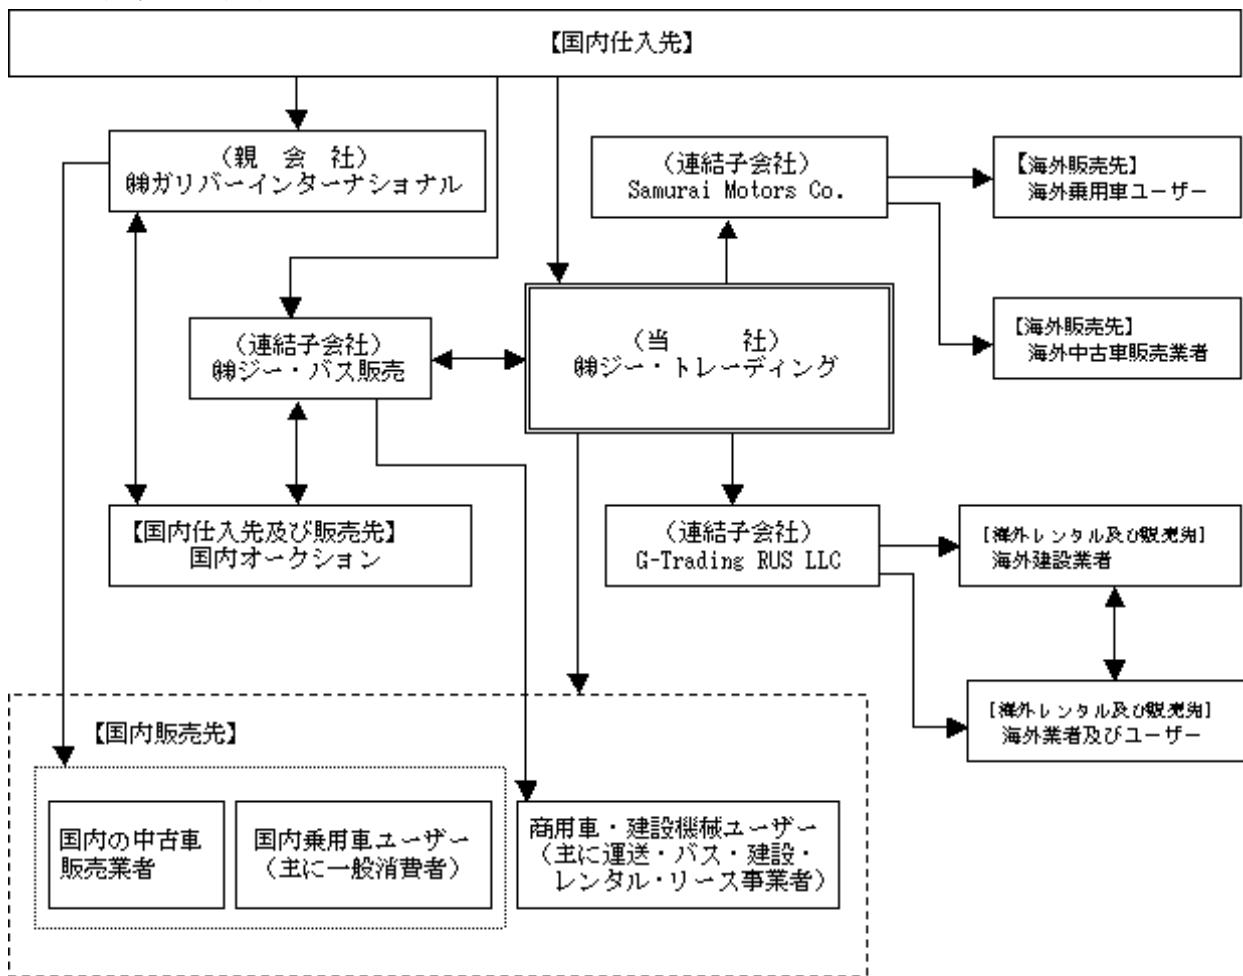 【国内仕入先】
（親　会　社）
㈱ガリバーインターナショナル
（連結子会社）
Samurai Motors Co.
【海外販売先】
海外乗用車ユーザー
【海外販売先】
海外中古車販売業者
（連結子会社）
㈱ジー・バス販売
（当　　　社）
㈱ジー・トレーディング
【国内仕入先及び販売先】
国内オークション
（連結子会社）
G-Trading RUS LLC
[海外レンタル及び販売先]
海外建設業者
[海外レンタル及び販売先]
海外業者及びユーザー
【国内販売先】
国内の中古車
販売業者
国内乗用車ユーザー
（主に一般消費者）
商用車・建設機械ユーザー
（主に運送・バス・建設・
レンタル・リース事業者）